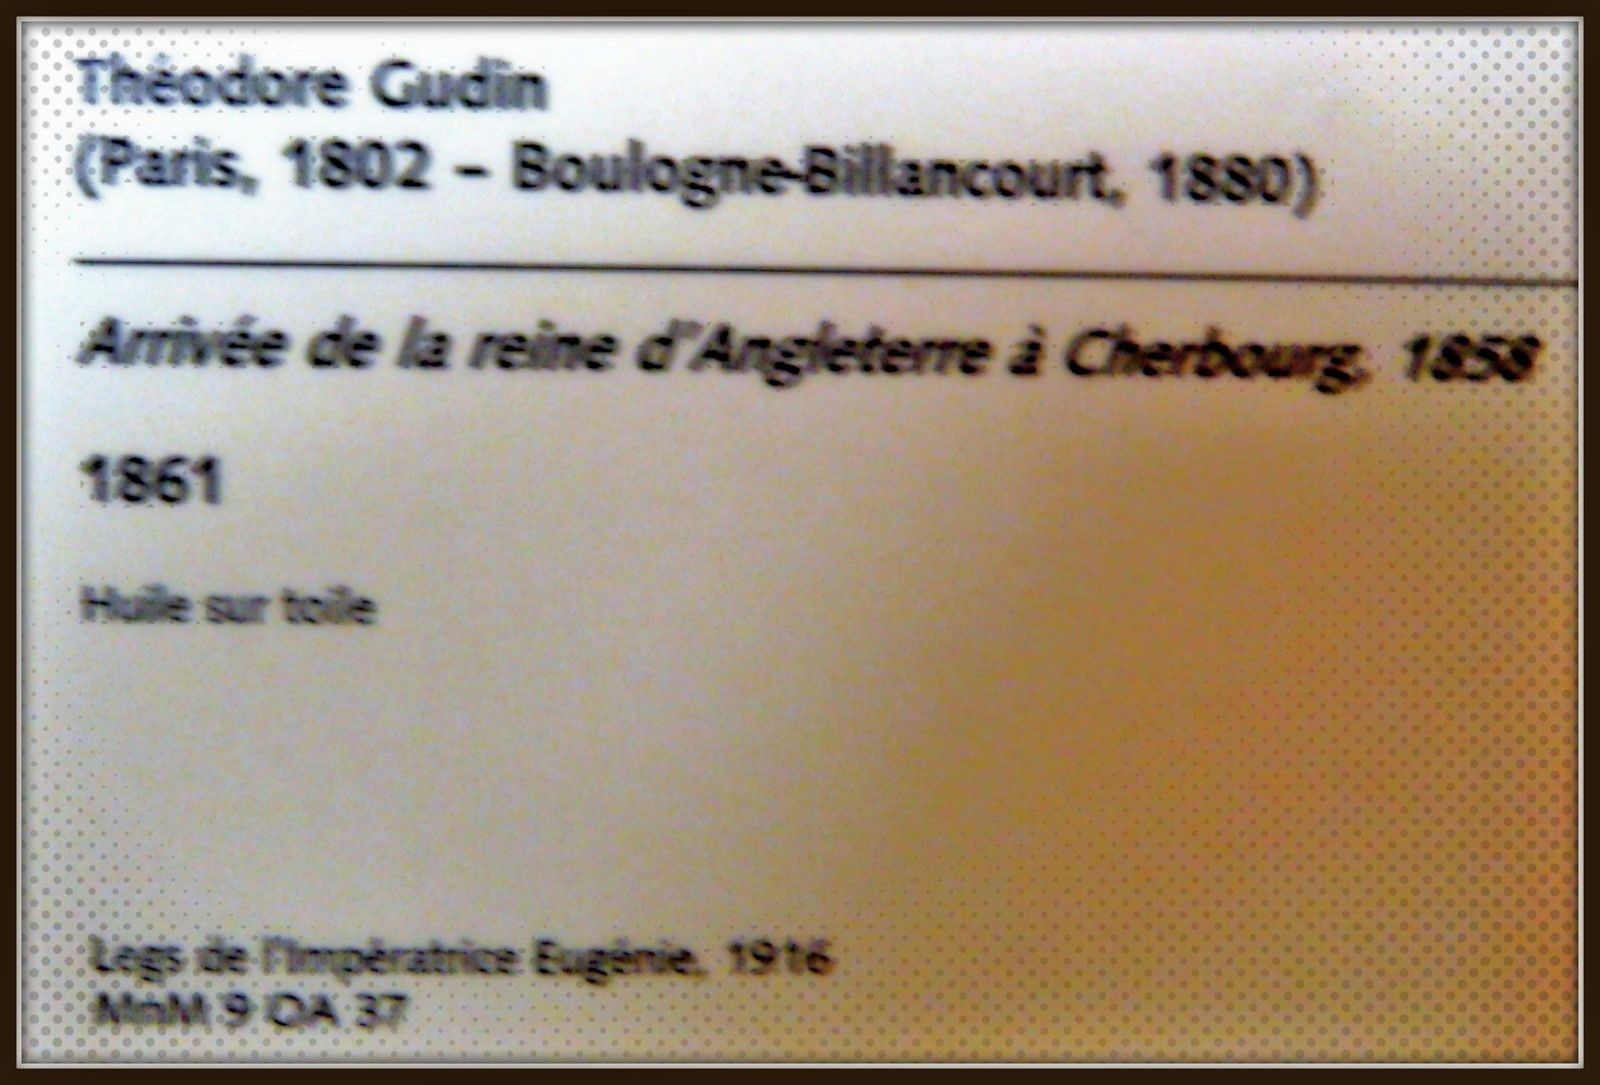 Théodore Gudin
(Paris, 1802 – Boulogne-Billancourt, 1880)
Arrivée de la reine d'Angleterre à Cherbourg, 1858
1861
Huile sur toile
Legs de l'Impératrice Eugénie, 1916
MnM 9 OA 37